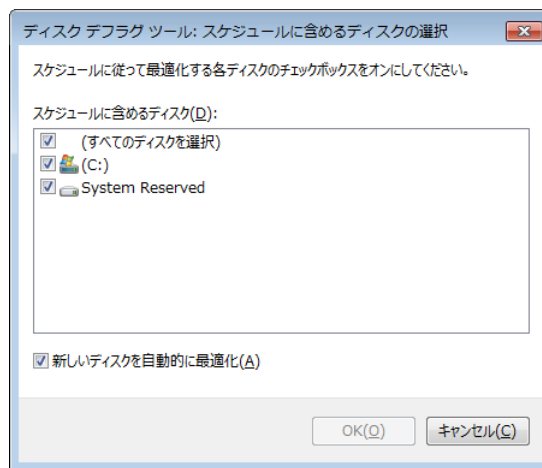 ディスク デフラグ ツール: スケジュールに含めるディスクの選択
スケジュールに従って最適化する各ディスクのチェックボックスをオンにしてください。
スケジュールに含めるディスク(D):
(すべてのディスクを選択)
(C:)
System Reserved
新しいディスクを自動的に最適化(A)
OK(O)
キャンセル(C)